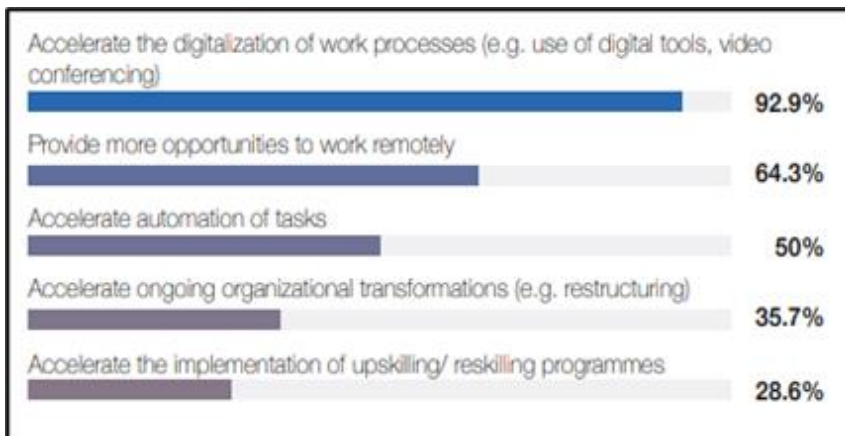 Accelerate the digitalization of work processes (e.g. use of digital tools, video
conferencing)
92.9%
Provide more opportunities to work remotely
64.3%
Accelerate automation of tasks
50%
Accelerate ongoing organizational transformations (e.g. restructuring)
35.7%
Accelerate the implementation of upskilling/ reskilling programmes
28.6%